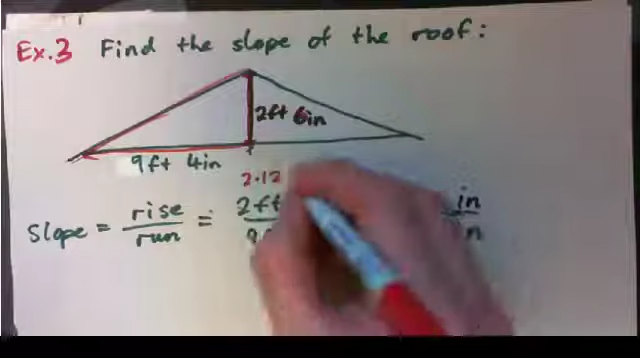 Ex.3 Find the slope of the roof:
2ft 6in
9ft 4in
2.12
slope = rise = 2ft in
run